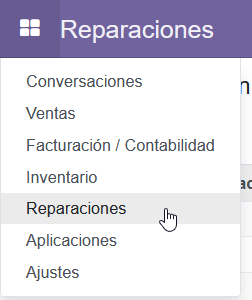 Reparaciones
Conversaciones
Ventas
Facturación / Contabilidad
Inventario
Reparaciones
Aplicaciones
Ajustes